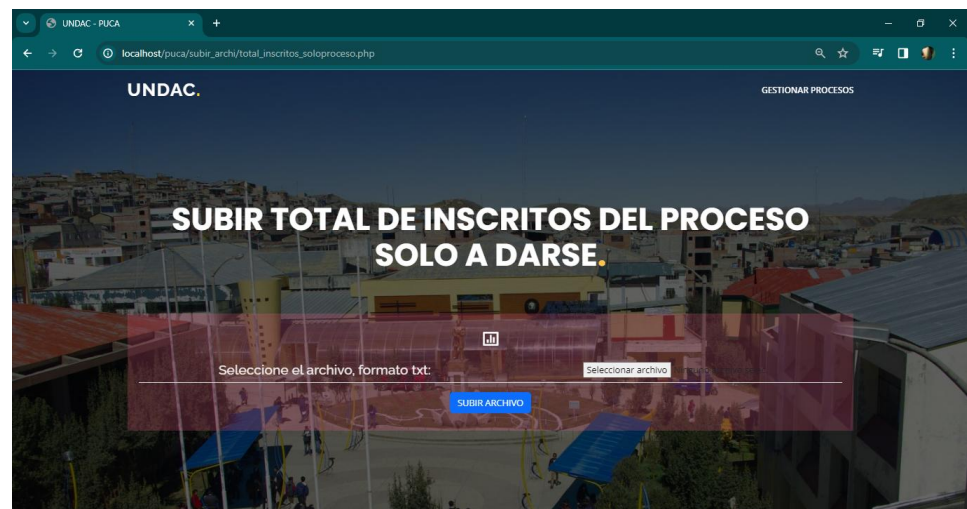 UNDAC - PUCA
localhost/puca/subir_archi/total_inscritos_soloproceso.php
UNDAC.
GESTIONAR PROCESOS
SUBIR TOTAL DE INSCRITOS DEL PROCESO
SOLO A DARSE.
Seleccione el archivo, formato txt:
Seleccionar archivo
SUBIR ARCHIVO